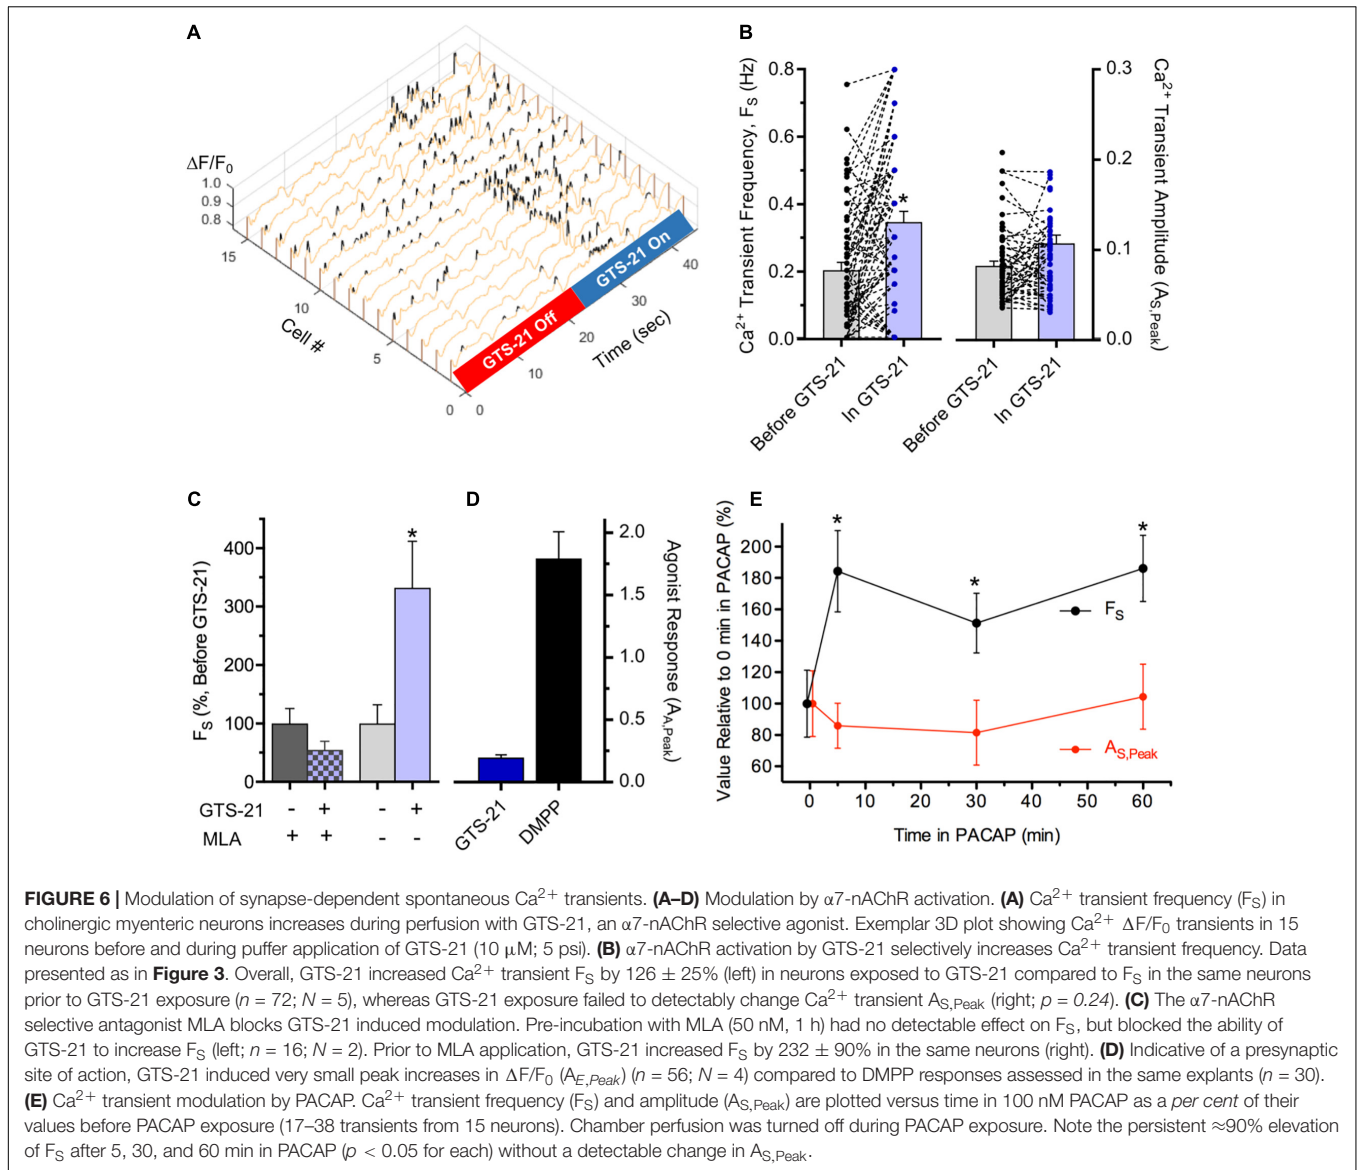 A
ΔF/F0
1.0
0.9
0.8
15
10
5
0
Cell #
0
10
20
30
40
Time (sec)
GTS-21 Off
GTS-21 On
B
Ca2+ Transient Frequency, FS (Hz)
0.8
0.6
0.4
0.2
0.0
*
Before GTS-21
In GTS-21
Before GTS-21
In GTS-21
0.3
0.2
0.1
0.0
Ca2+ Transient Amplitude (AS,Peak)
C
FS (%, Before GTS-21)
400
300
200
100
0
*
GTS-21 - + - +
MLA + + - -
D
2.0
1.5
1.0
0.5
0.0
Agonist Response (AA,Peak)
GTS-21
DMPP
E
Value Relative to 0 min in PACAP (%)
200
180
160
140
120
100
80
60
* * *
FS
AS,Peak
0 10 20 30 40 50 60
Time in PACAP (min)
FIGURE 6 | Modulation of synapse-dependent spontaneous Ca2+ transients. (A–D) Modulation by α7-nAChR activation. (A) Ca2+ transient frequency (FS) in
cholinergic myenteric neurons increases during perfusion with GTS-21, an α7-nAChR selective agonist. Exemplar 3D plot showing Ca2+ ΔF/F0 transients in 15
neurons before and during puffer application of GTS-21 (10 μM; 5 psi). (B) α7-nAChR activation by GTS-21 selectively increases Ca2+ transient frequency. Data
presented as in Figure 3. Overall, GTS-21 increased Ca2+ transient FS by 126 ± 25% (left) in neurons exposed to GTS-21 compared to FS in the same neurons
prior to GTS-21 exposure (n = 72; N = 5), whereas GTS-21 exposure failed to detectably change Ca2+ transient AS,Peak (right; p = 0.24). (C) The α7-nAChR
selective antagonist MLA blocks GTS-21 induced modulation. Pre-incubation with MLA (50 nM, 1 h) had no detectable effect on FS, but blocked the ability of
GTS-21 to increase FS (left; n = 16; N = 2). Prior to MLA application, GTS-21 increased FS by 232 ± 90% in the same neurons (right). (D) Indicative of a presynaptic
site of action, GTS-21 induced very small peak increases in ΔF/F0 (AE,Peak) (n = 56; N = 4) compared to DMPP responses assessed in the same explants (n = 30).
(E) Ca2+ transient modulation by PACAP. Ca2+ transient frequency (FS) and amplitude (AS,Peak) are plotted versus time in 100 nM PACAP as a per cent of their
values before PACAP exposure (17–38 transients from 15 neurons). Chamber perfusion was turned off during PACAP exposure. Note the persistent ≈90% elevation
of FS after 5, 30, and 60 min in PACAP (p < 0.05 for each) without a detectable change in AS,Peak.